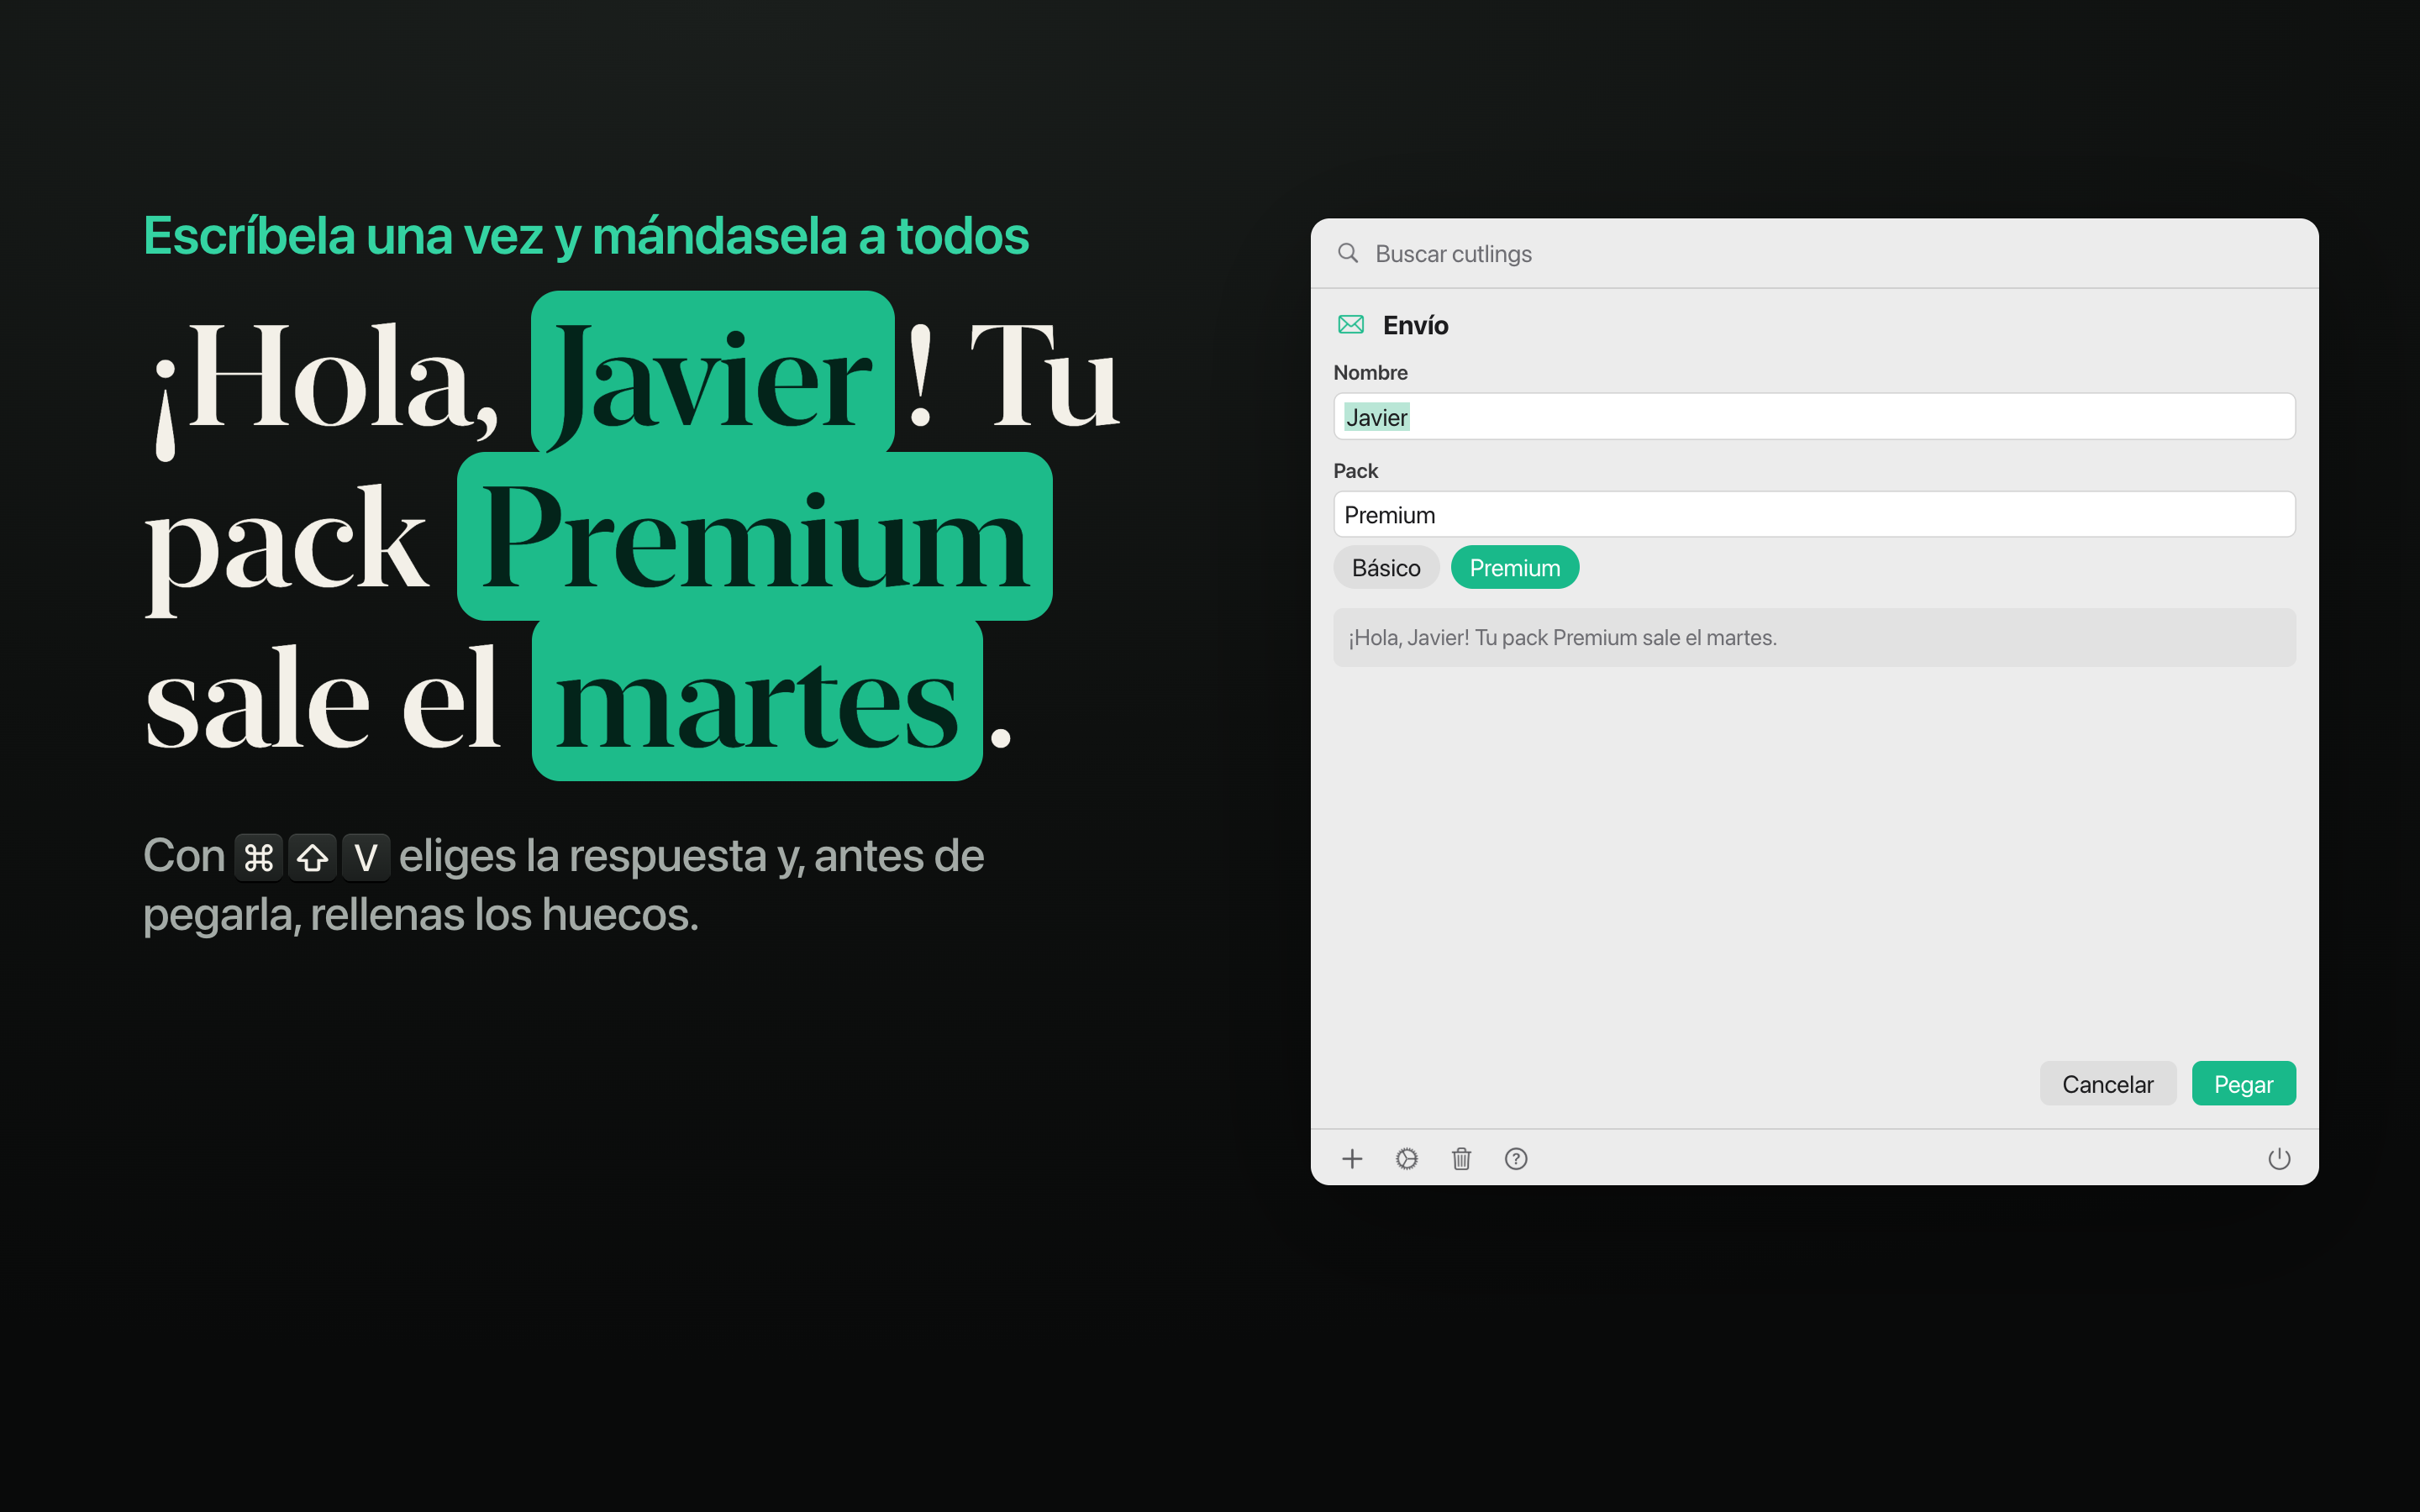 Escríbela una vez y mándasela a todos
¡Hola, Javier! Tu
pack Premium
sale el martes.
Con ⌘ ⇧ V eliges la respuesta y, antes de
pegarla, rellenas los huecos.
Buscar cutlings
Envío
Nombre
Javier
Pack
Premium
Básico Premium
¡Hola, Javier! Tu pack Premium sale el martes.
Cancelar Pegar